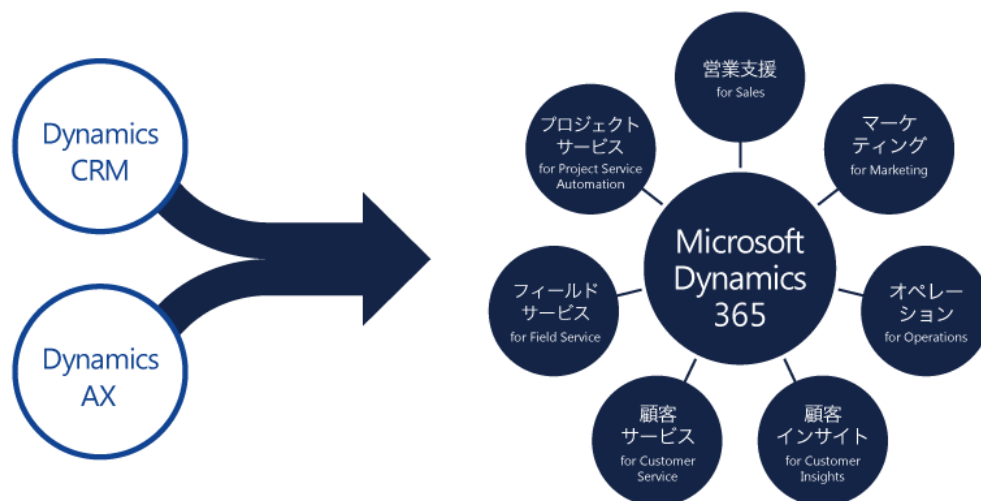 Dynamics
CRM
Dynamics
AX
Microsoft
Dynamics
365
営業支援
for Sales
マーケ
ティング
for Marketing
オペレー
ション
for Operations
顧客
インサイト
for Customer
Insights
顧客
サービス
for Customer
Service
フィールド
サービス
for Field Service
プロジェクト
サービス
for Project Service
Automation